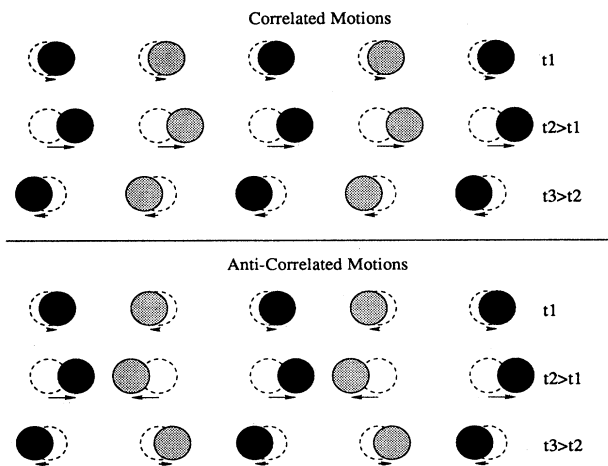 Correlated Motions
t1
t2>t1
t3>t2
Anti-Correlated Motions
t1
t2>t1
t3>t2